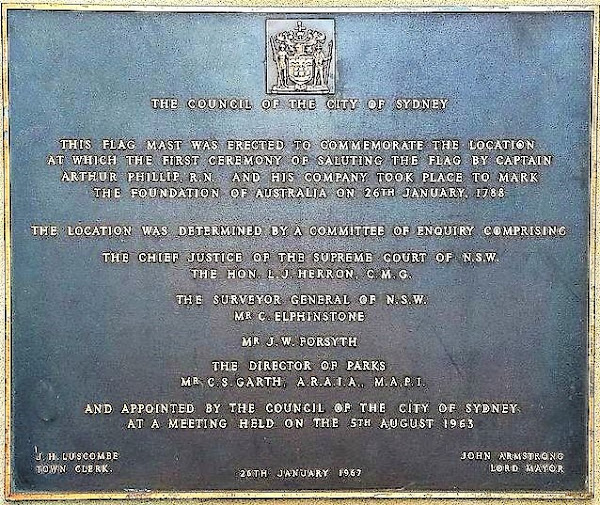 THE COUNCIL OF THE CITY OF SYDNEY
THIS FLAG MAST WAS ERECTED TO COMMEMORATE THE LOCATION
AT WHICH THE FIRST CEREMONY OF SALUTING THE FLAG BY CAPTAIN
ARTHUR PHILLIP, R.N. AND HIS COMPANY TOOK PLACE TO MARK
THE FOUNDATION OF AUSTRALIA ON 26TH JANUARY, 1788
THE LOCATION WAS DETERMINED BY A COMMITTEE OF ENQUIRY COMPRISING
THE CHIEF JUSTICE OF THE SUPREME COURT OF N.S.W.
THE HON. L.J. HERRON, C.M.G.
THE SURVEYOR GENERAL OF N.S.W.
MR C. ELPHINSTONE
MR J.W. FORSYTH
THE DIRECTOR OF PARKS
MR C.S. GARTH, A.R.A.I.A., M.A.P.I.
AND APPOINTED BY THE COUNCIL OF THE CITY OF SYDNEY
AT A MEETING HELD ON THE 5TH AUGUST 1963
J.H. LUSCOMBE
TOWN CLERK.
26TH JANUARY 1967
JOHN ARMSTRONG
LORD MAYOR